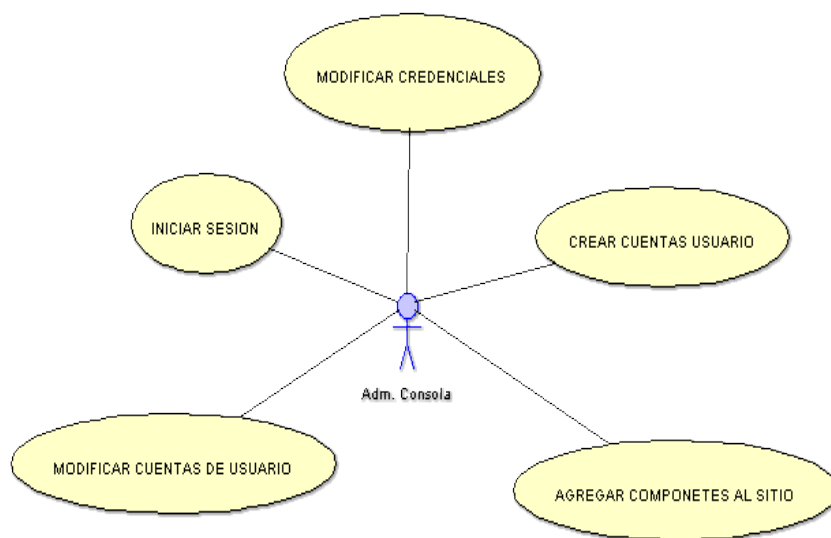 MODIFICAR CREDENCIALES
INICIAR SESION
CREAR CUENTAS USUARIO
Adm. Consola
MODIFICAR CUENTAS DE USUARIO
AGREGAR COMPONETES AL SITIO